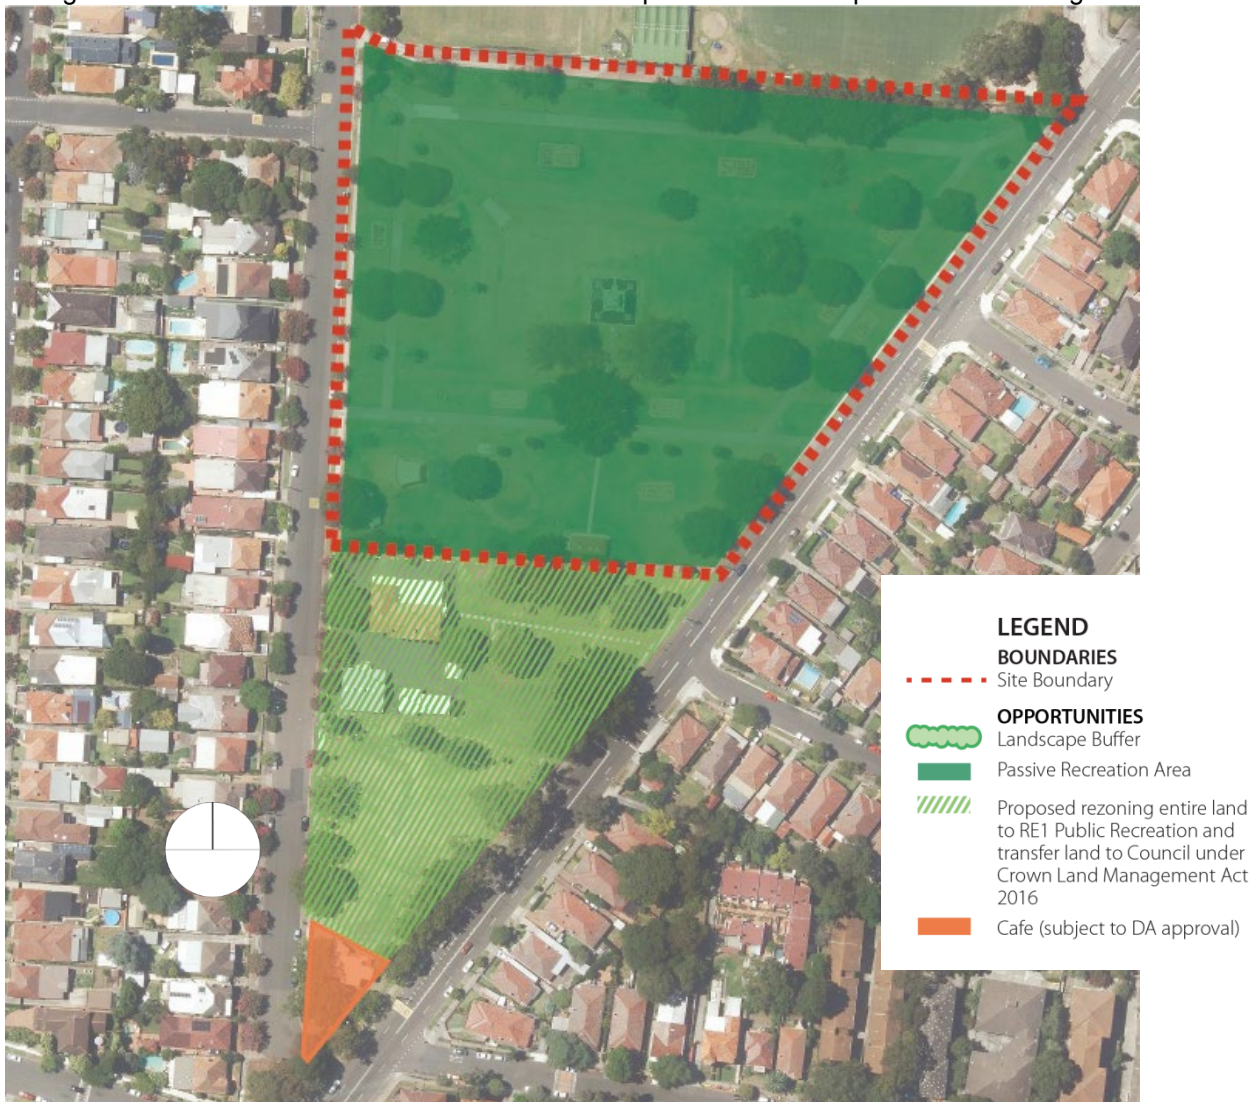 LEGEND
BOUNDARIES
Site Boundary
OPPORTUNITIES
Landscape Buffer
Passive Recreation Area
Proposed rezoning entire land
to RE1 Public Recreation and
transfer land to Council under
Crown Land Management Act
2016
Cafe (subject to DA approval)